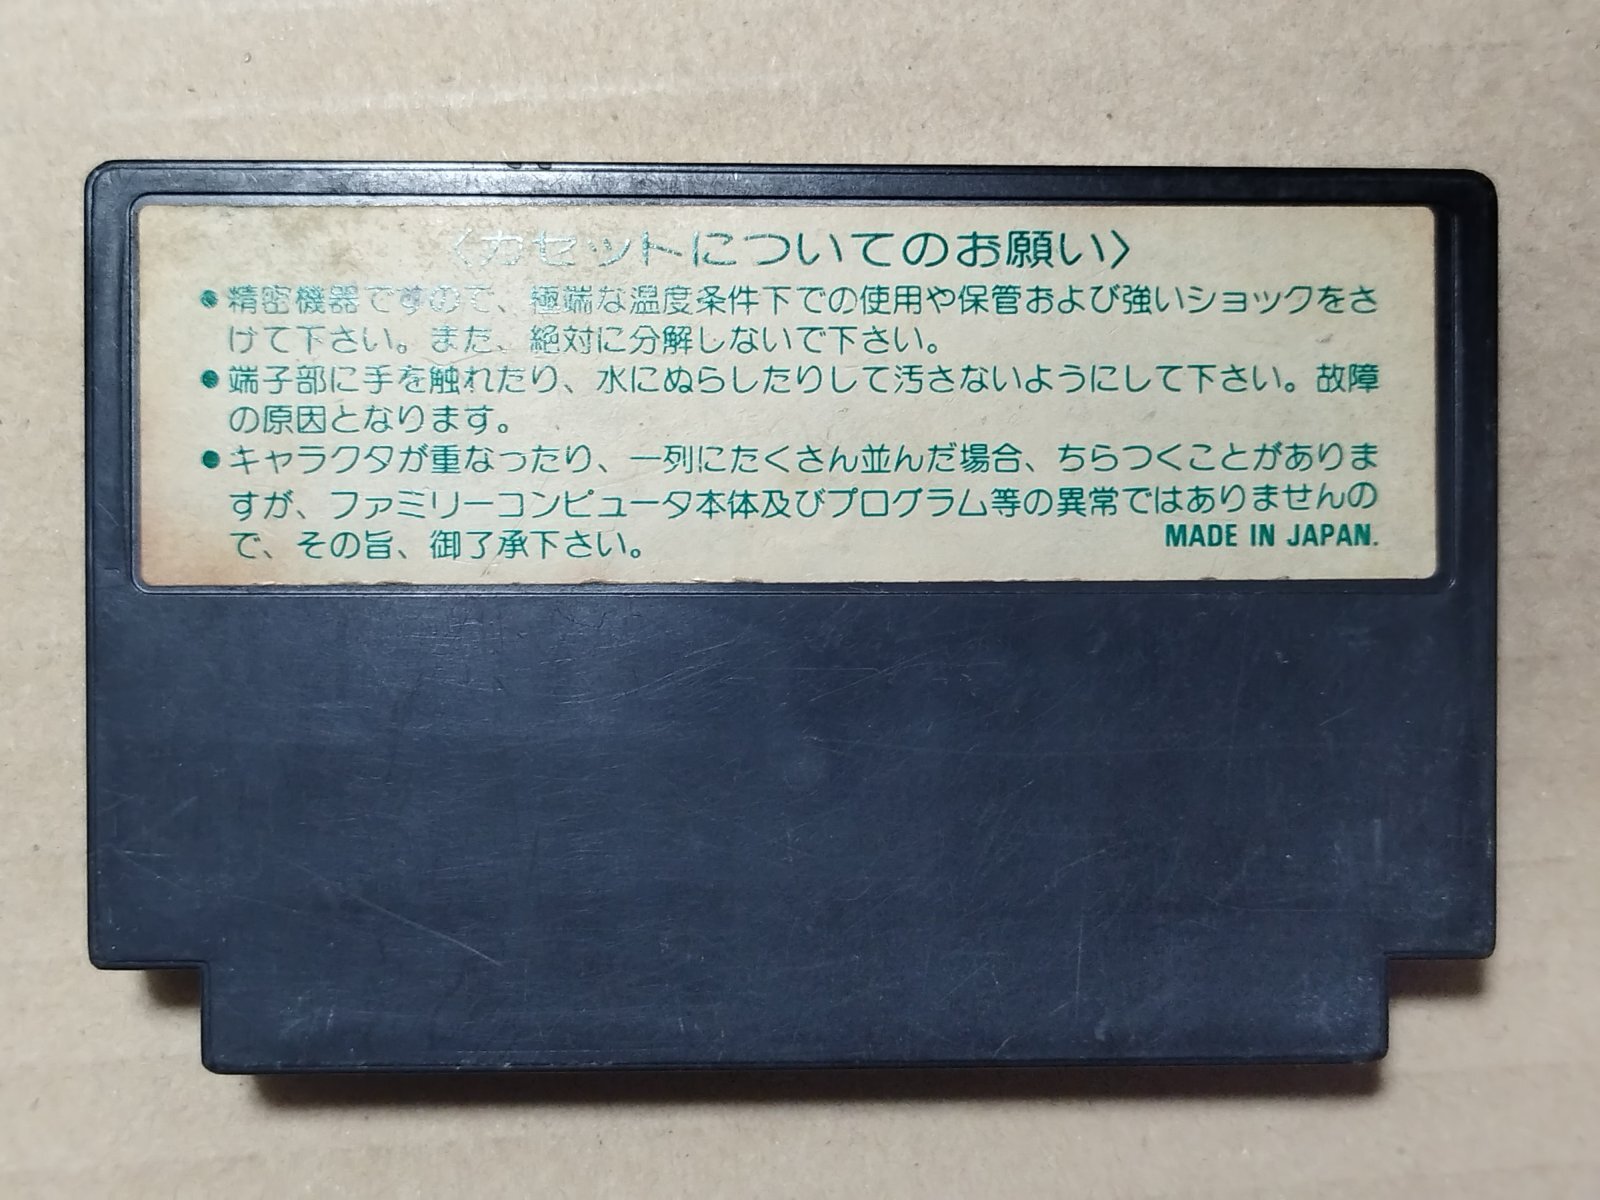 〈カセットについてのお願い〉
●精密機器ですので、極端な温度条件下での使用や保管および強いショックをさ
けて下さい。また、絶対に分解しないで下さい。
●端子部に手を触れたり、水にぬらしたりして汚さないようにして下さい。故障
の原因となります。
●キャラクタが重なったり、一列にたくさん並んだ場合、ちらつくことがありま
すが、ファミリーコンピュータ本体及びプログラム等の異常ではありませんの
で、その旨、御了承下さい。
MADE IN JAPAN.